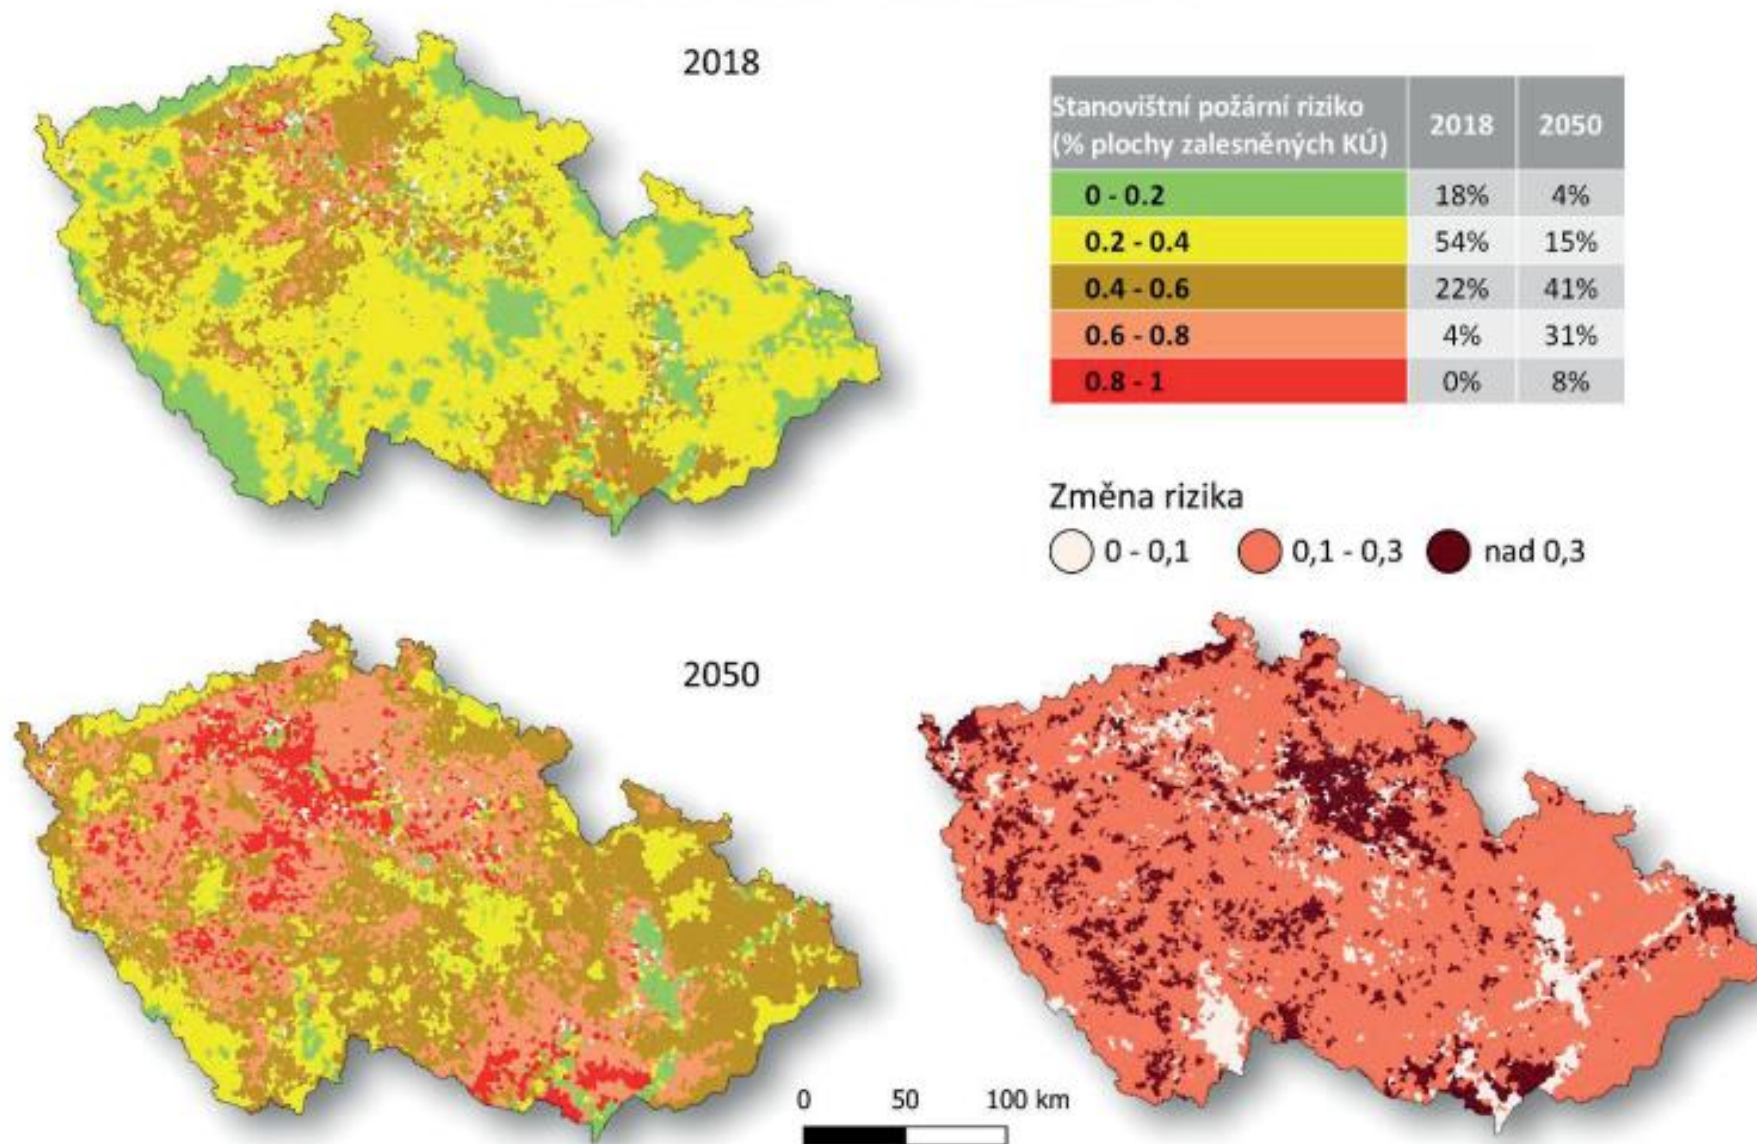 2018
Stanovištní požární riziko
(% plochy zalesněných KÚ)
2018
2050
0 - 0.2
18%
4%
0.2 - 0.4
54%
15%
0.4 - 0.6
22%
41%
0.6 - 0.8
4%
31%
0.8 - 1
0%
8%
Změna rizika
0 - 0,1
0,1 - 0,3
nad 0,3
2050
0
50
100 km